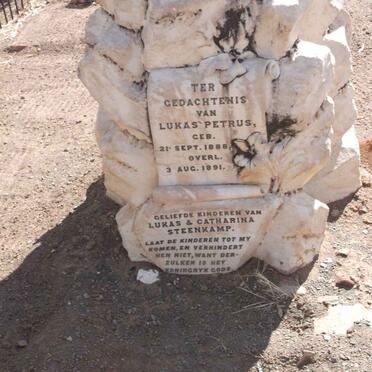 TER
GEDACHTENIS
VAN
LUKAS PETRUS,
GEB.
21E SEPT. 1888,
OVERL.
3 AUG. 1891.
GELIEFDE KINDEREN VAN
LUKAS & CATHARINA
STEENKAMP.
LAAT DE KINDEREN TOT MY
KOMEN, EN VERHINDERT
HEN NIET, WANT DER-
ZULKEN IS HET
KONINGRYK GODS